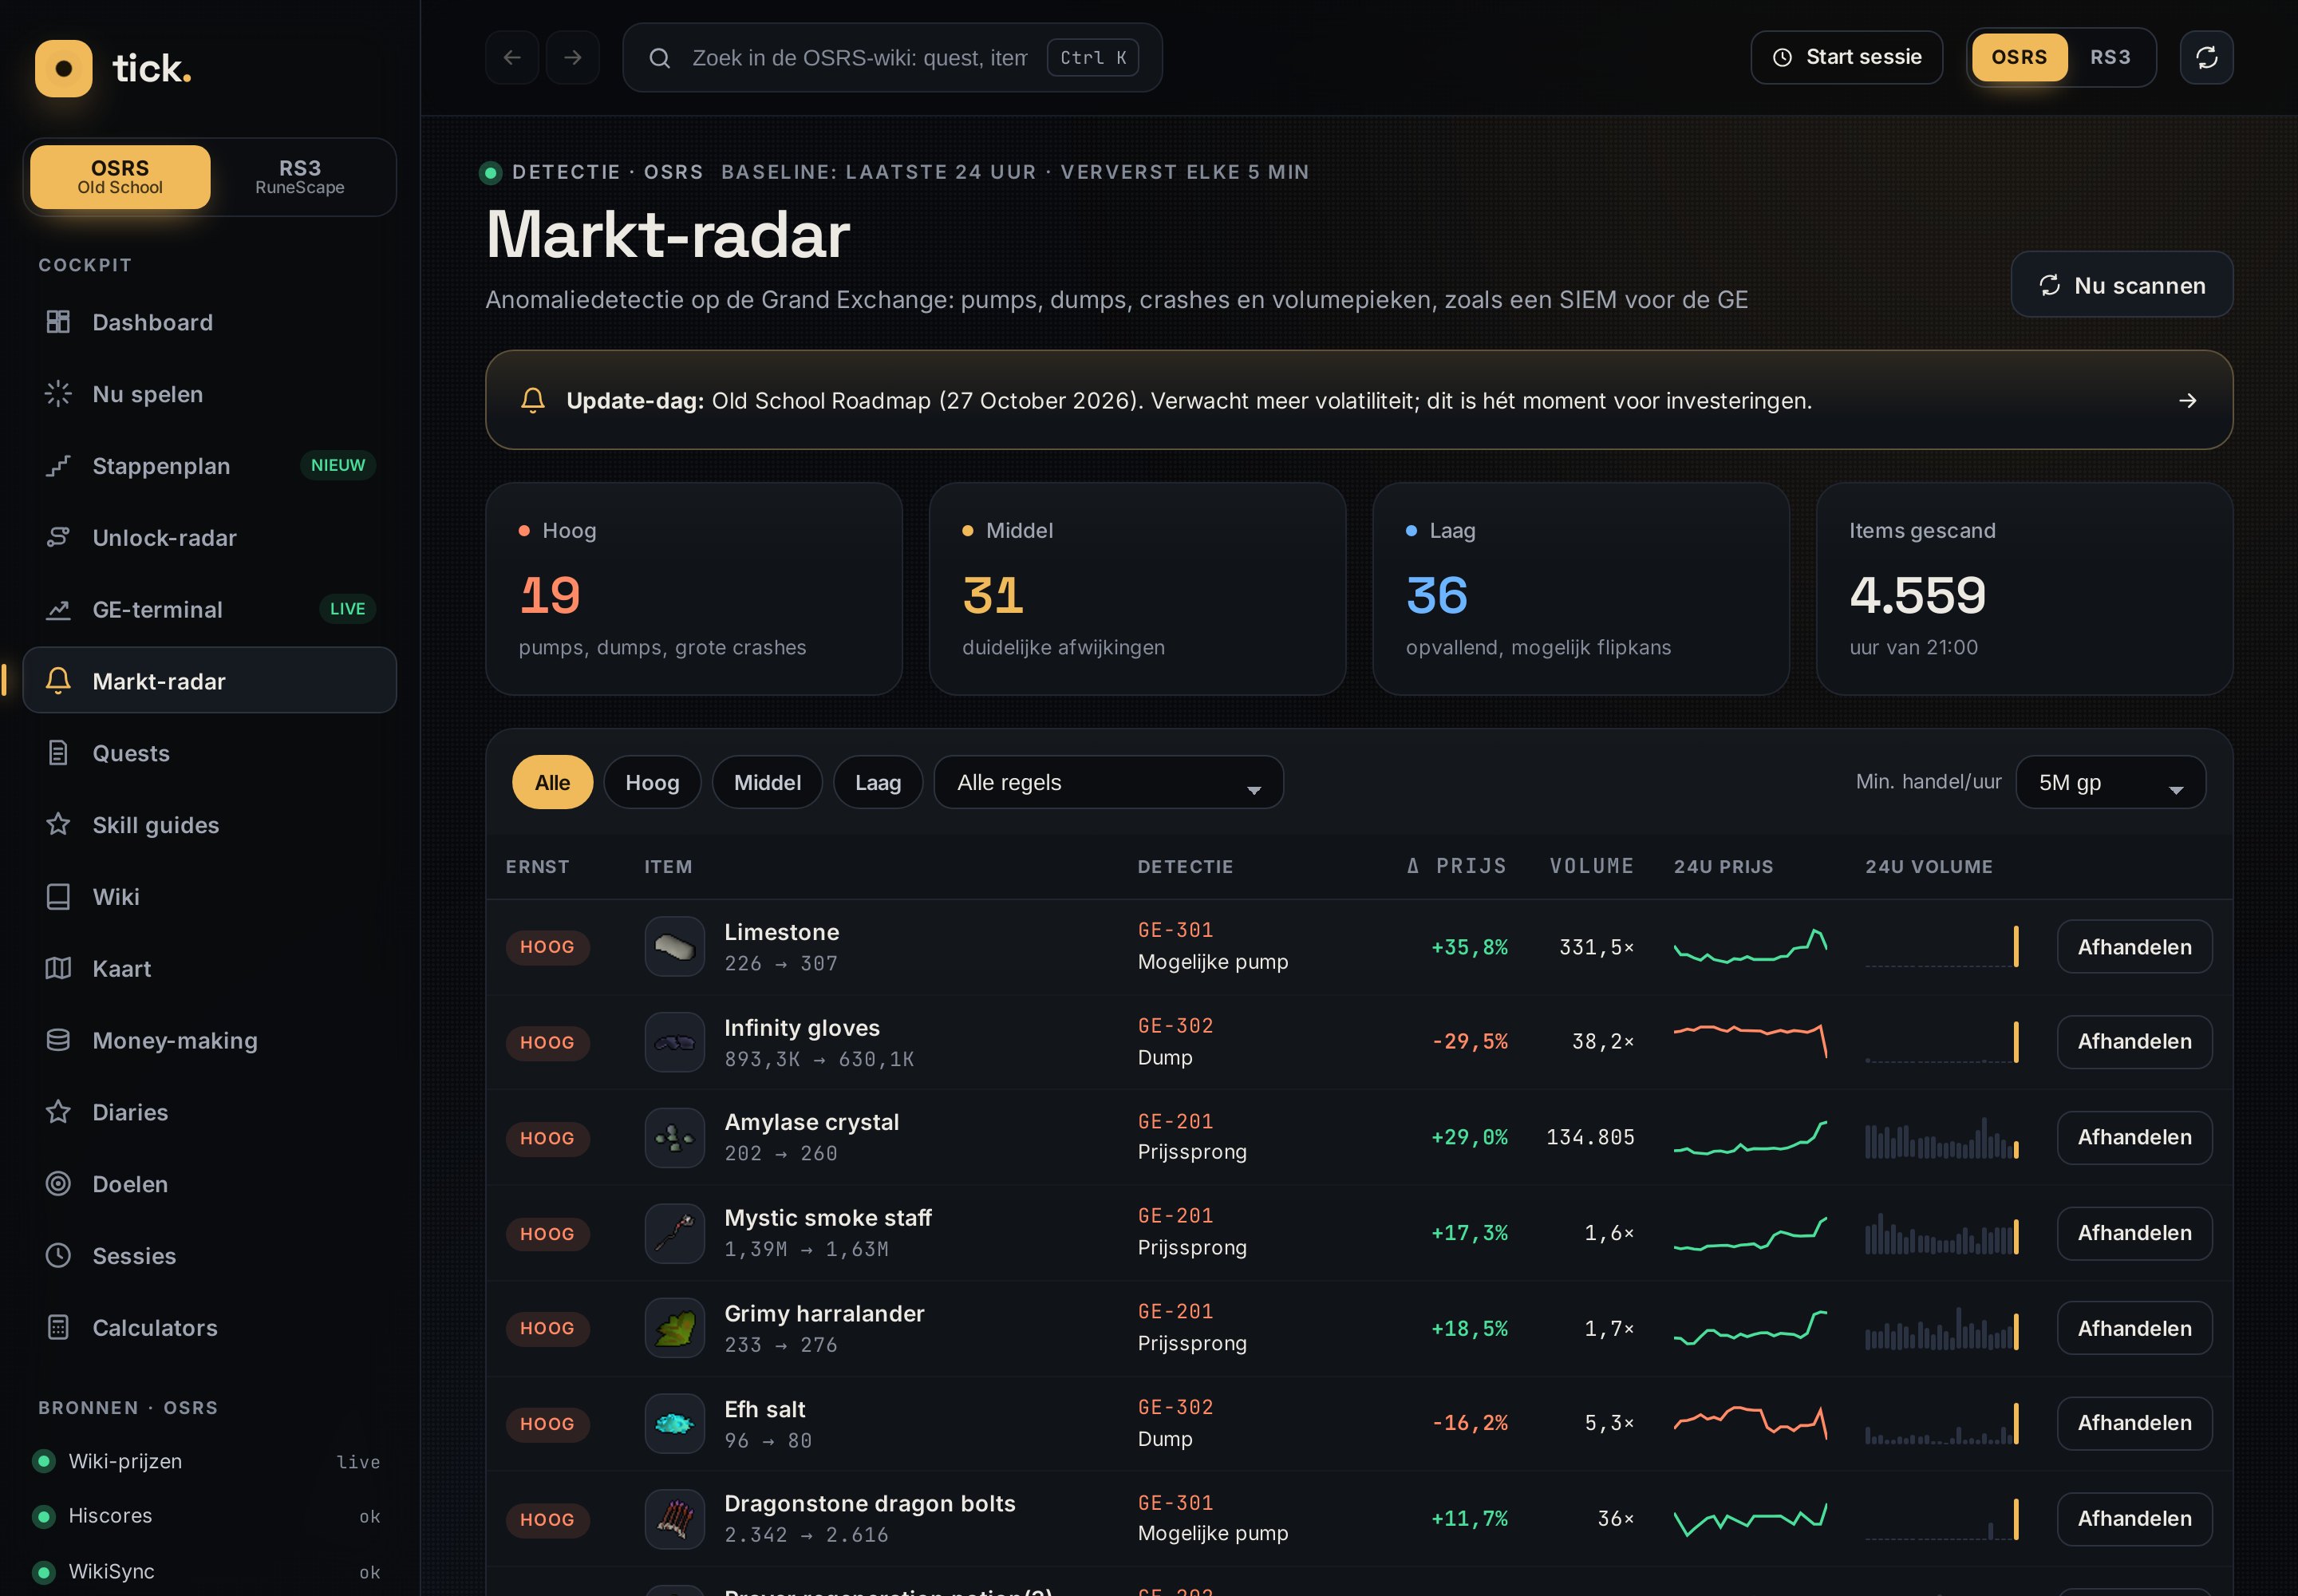 tick.
OSRS
Old School
RS3
RuneScape
COCKPIT
Dashboard
Nu spelen
Stappenplan NIEUW
Unlock-radar
GE-terminal LIVE
Markt-radar
Quests
Skill guides
Wiki
Kaart
Money-making
Diaries
Doelen
Sessies
Calculators
BRONNEN · OSRS
Wiki-prijzen live
Hiscores ok
WikiSync ok
Zoek in de OSRS-wiki: quest, item Ctrl K
Start sessie
OSRS RS3
DETECTIE · OSRS BASELINE: LAATSTE 24 UUR · VERVERST ELKE 5 MIN
Markt-radar
Anomaliedetectie op de Grand Exchange: pumps, dumps, crashes en volumepieken, zoals een SIEM voor de GE
Nu scannen
Update-dag: Old School Roadmap (27 October 2026). Verwacht meer volatiliteit; dit is hét moment voor investeringen. →
Hoog
19
pumps, dumps, grote crashes
Middel
31
duidelijke afwijkingen
Laag
36
opvallend, mogelijk flipkans
Items gescand
4.559
uur van 21:00
Alle Hoog Middel Laag Alle regels Min. handel/uur 5M gp
ERNST ITEM DETECTIE Δ PRIJS VOLUME 24U PRIJS 24U VOLUME
HOOG Limestone GE-301 +35,8% 331,5× Afhandelen
226 → 307 Mogelijke pump
HOOG Infinity gloves GE-302 -29,5% 38,2× Afhandelen
893,3K → 630,1K Dump
HOOG Amylase crystal GE-201 +29,0% 134.805 Afhandelen
202 → 260 Prijssprong
HOOG Mystic smoke staff GE-201 +17,3% 1,6× Afhandelen
1,39M → 1,63M Prijssprong
HOOG Grimy harralander GE-201 +18,5% 1,7× Afhandelen
233 → 276 Prijssprong
HOOG Efh salt GE-302 -16,2% 5,3× Afhandelen
96 → 80 Dump
HOOG Dragonstone dragon bolts GE-301 +11,7% 36× Afhandelen
2.342 → 2.616 Mogelijke pump